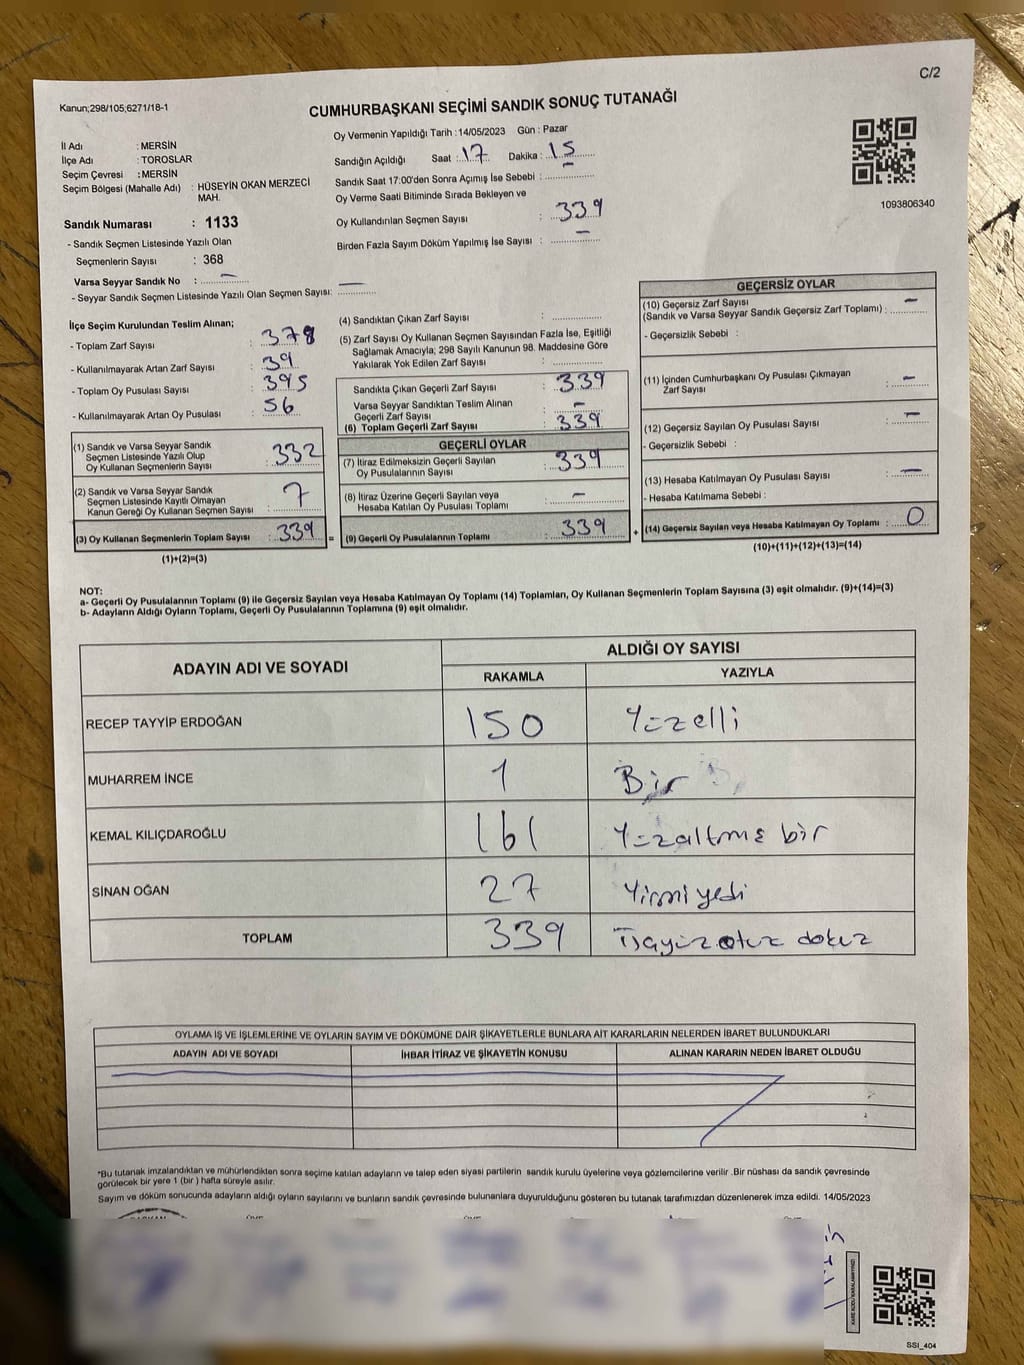 C/2
Kanun;298/105;6271/18-1
CUMHURBAŞKANI SEÇİMİ SANDIK SONUÇ TUTANAĞI
İl Adı : MERSİN
İlçe Adı : TOROSLAR
Seçim Çevresi : MERSİN
Seçim Bölgesi (Mahalle Adı) : HÜSEYİN OKAN MERZECİ
MAH.
Sandık Numarası : 1133
- Sandık Seçmen Listesinde Yazılı Olan
Seçmenlerin Sayısı : 368
Varsa Seyyar Sandık No : –
- Seyyar Sandık Seçmen Listesinde Yazılı Olan Seçmen Sayısı: –
Oy Vermenin Yapıldığı Tarih : 14/05/2023 Gün : Pazar
Sandığın Açıldığı Saat : 17 Dakika : 15
Sandık Saat 17:00'den Sonra Açımış İse Sebebi : –
Oy Verme Saati Bitiminde Sırada Bekleyen ve
Oy Kullandırılan Seçmen Sayısı : 339
Birden Fazla Sayım Döküm Yapılmış İse Sayısı : –
1093806340
İlçe Seçim Kurulundan Teslim Alınan;
- Toplam Zarf Sayısı : 378
- Kullanılmayarak Artan Zarf Sayısı : 39
- Toplam Oy Pusulası Sayısı : 395
- Kullanılmayarak Artan Oy Pusulası : 56
(1) Sandık ve Varsa Seyyar Sandık
Seçmen Listesinde Yazılı Olup
Oy Kullanan Seçmenlerin Sayısı : 332
(2) Sandık ve Varsa Seyyar Sandık
Seçmen Listesinde Kayıtlı Olmayan
Kanun Gereği Oy Kullanan Seçmen Sayısı : 7
(3) Oy Kullanan Seçmenlerin Toplam Sayısı : 339 =
(1)+(2)=(3)
(4) Sandıktan Çıkan Zarf Sayısı :
(5) Zarf Sayısı Oy Kullanan Seçmen Sayısından Fazla İse, Eşitliği
Sağlamak Amacıyla; 298 Sayılı Kanunun 98. Maddesine Göre
Yakılarak Yok Edilen Zarf Sayısı :
Sandıkta Çıkan Geçerli Zarf Sayısı : 339
Varsa Seyyar Sandıktan Teslim Alınan
Geçerli Zarf Sayısı : –
(6) Toplam Geçerli Zarf Sayısı : 339
GEÇERLİ OYLAR
(7) İtiraz Edilmeksizin Geçerli Sayılan
Oy Pusulalarının Sayısı : 339
(8) İtiraz Üzerine Geçerli Sayılan veya
Hesaba Katılan Oy Pusulası Toplamı : –
(9) Geçerli Oy Pusulalarının Toplamı : 339 +
GEÇERSİZ OYLAR
(10) Geçersiz Zarf Sayısı
(Sandık ve Varsa Seyyar Sandık Geçersiz Zarf Toplamı) : –
- Geçersizlik Sebebi :
(11) İçinden Cumhurbaşkanı Oy Pusulası Çıkmayan
Zarf Sayısı : –
(12) Geçersiz Sayılan Oy Pusulası Sayısı : –
- Geçersizlik Sebebi :
(13) Hesaba Katılmayan Oy Pusulası Sayısı : –
- Hesaba Katılmama Sebebi :
(14) Geçersiz Sayılan veya Hesaba Katılmayan Oy Toplamı : 0
(10)+(11)+(12)+(13)=(14)
NOT:
a- Geçerli Oy Pusulalarının Toplamı (9) ile Geçersiz Sayılan veya Hesaba Katılmayan Oy Toplamı (14) Toplamları, Oy Kullanan Seçmenlerin Toplam Sayısına (3) eşit olmalıdır. (9)+(14)=(3)
b- Adayların Aldığı Oyların Toplamı, Geçerli Oy Pusulalarının Toplamına (9) eşit olmalıdır.
ADAYIN ADI VE SOYADI ALDIĞI OY SAYISI
RAKAMLA YAZIYLA
RECEP TAYYİP ERDOĞAN 150 Yüzelli
MUHARREM İNCE 1 Bir
KEMAL KILIÇDAROĞLU 161 Yüzaltmış bir
SİNAN OĞAN 27 Yirmiyedi
TOPLAM 339 Üçyüz otuz dokuz
OYLAMA İŞ VE İŞLEMLERİNE VE OYLARIN SAYIM VE DÖKÜMÜNE DAİR ŞİKAYETLERLE BUNLARA AİT KARARLARIN NELERDEN İBARET BULUNDUKLARI
ADAYIN ADI VE SOYADI İHBAR İTİRAZ VE ŞİKAYETİN KONUSU ALINAN KARARIN NEDEN İBARET OLDUĞU
*Bu tutanak imzalandıktan ve mühürlendikten sonra seçime katılan adayların ve talep eden siyasi partilerin sandık kurulu üyelerine veya gözlemcilerine verilir .Bir nüshası da sandık çevresinde
görülecek bir yere 1 (bir ) hafta süreyle asılır.
Sayım ve döküm sonucunda adayların aldığı oyların sayılarını ve bunların sandık çevresinde bulunanlara duyurulduğunu gösteren bu tutanak tarafımızdan düzenlenerek imza edildi. 14/05/2023
KARE KODU KARALAMAYINIZ!
SSI_404